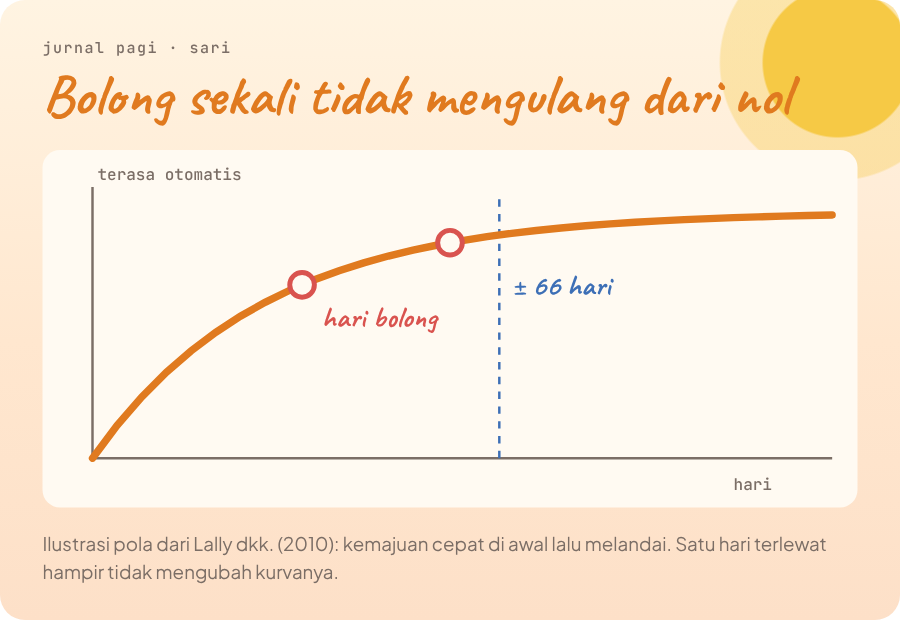 jurnal pagi · sari
Bolong sekali tidak mengulang dari nol
terasa otomatis
± 66 hari
hari bolong
hari
Ilustrasi pola dari Lally dkk. (2010): kemajuan cepat di awal lalu melandai. Satu hari terlewat
hampir tidak mengubah kurvanya.